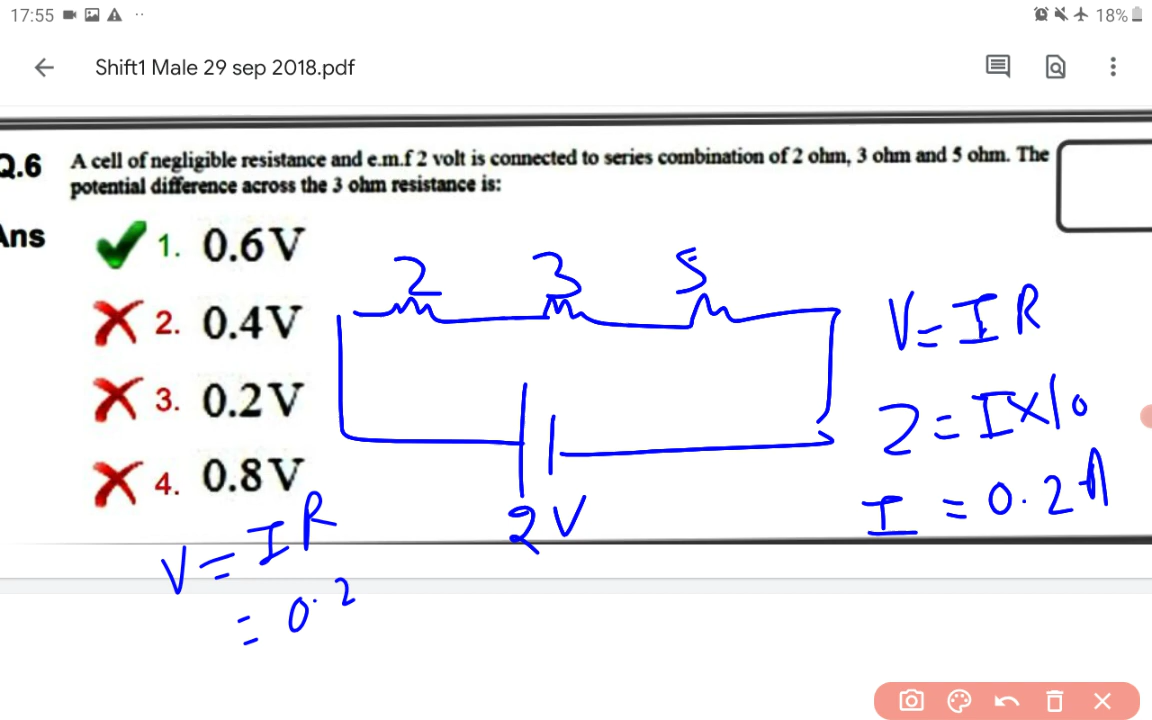 17:55
18%
Shift1 Male 29 sep 2018.pdf
Q.6 A cell of negligible resistance and e.m.f 2 volt is connected to series combination of 2 ohm, 3 ohm and 5 ohm. The
potential difference across the 3 ohm resistance is:
Ans
1. 0.6V
2. 0.4V
3. 0.2V
4. 0.8V
2 3 5
2V
V=IR
2=I×10
I=0.2A
V=IR
=0.2